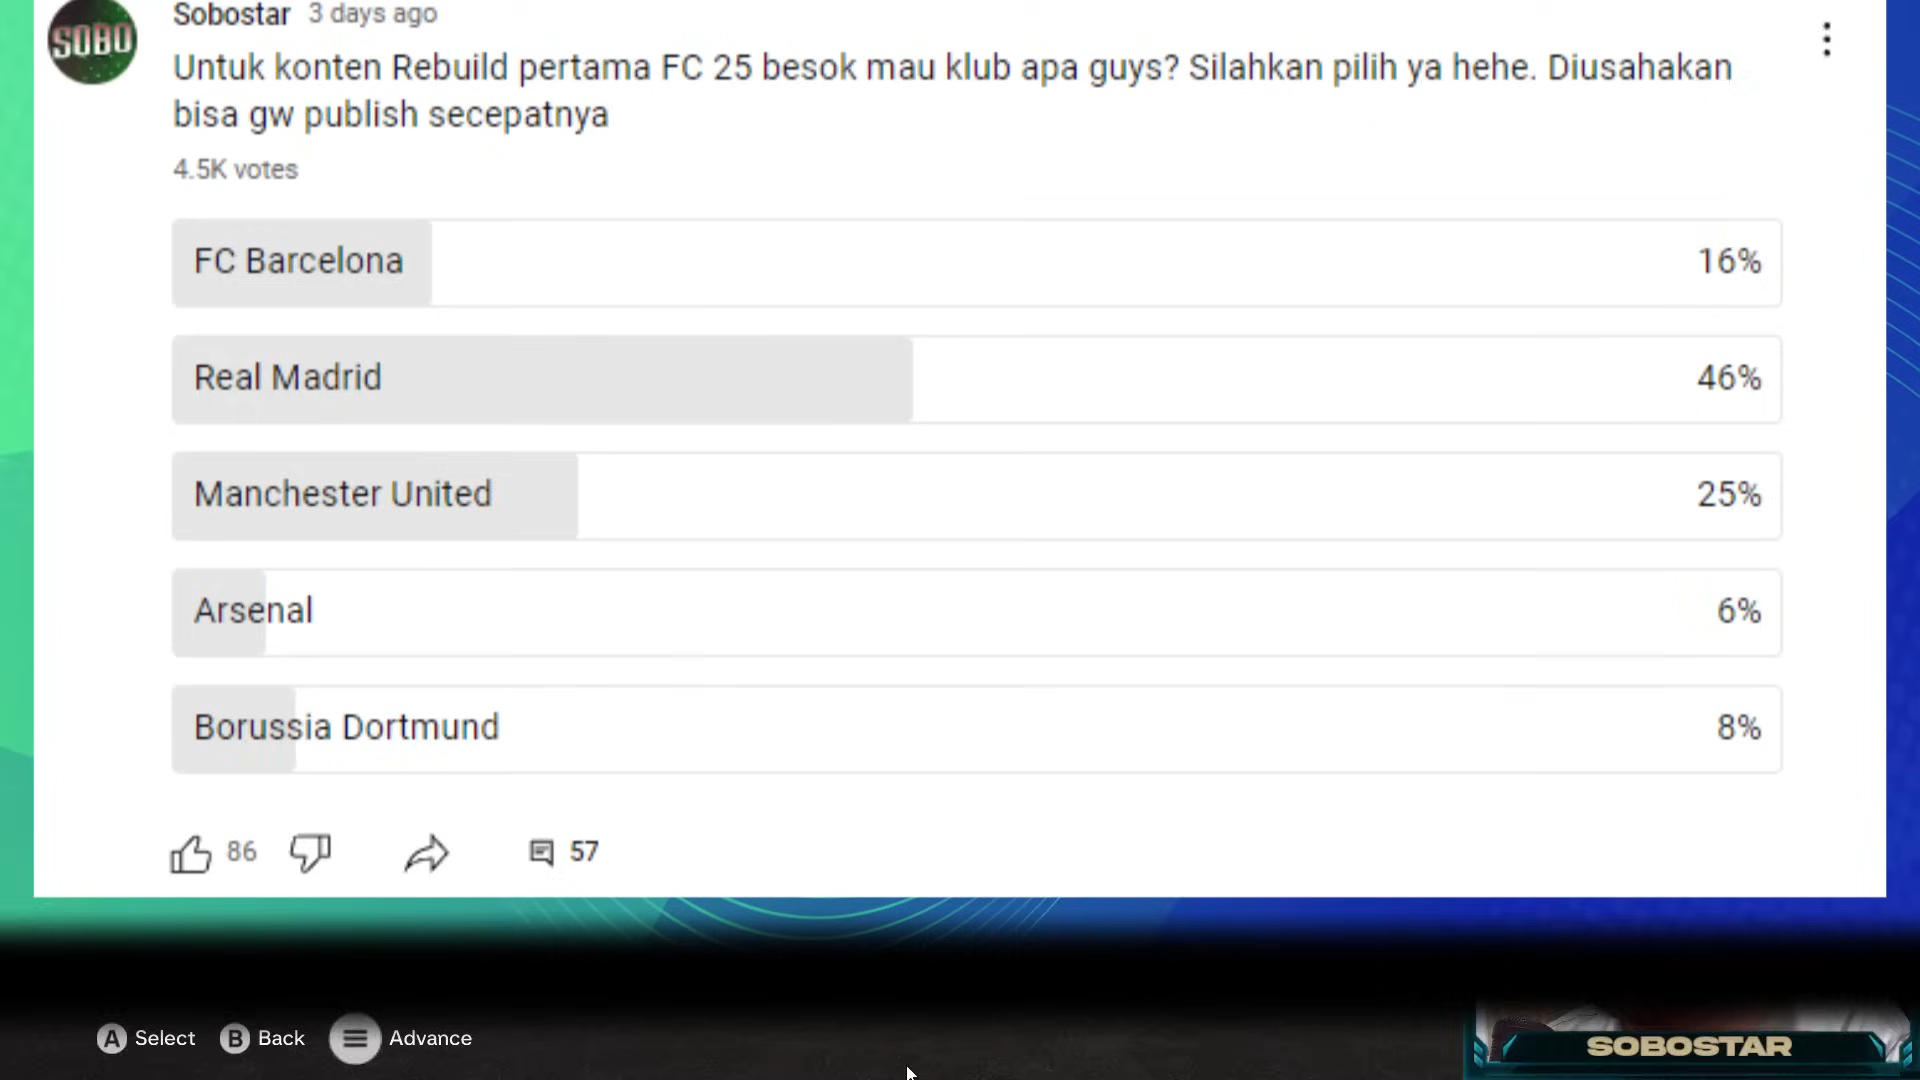 SOBO
Sobostar 3 days ago
Untuk konten Rebuild pertama FC 25 besok mau klub apa guys? Silahkan pilih ya hehe. Diusahakan
bisa gw publish secepatnya
4.5K votes
FC Barcelona 16%
Real Madrid 46%
Manchester United 25%
Arsenal 6%
Borussia Dortmund 8%
86 57
A Select B Back Advance
SOBOSTAR